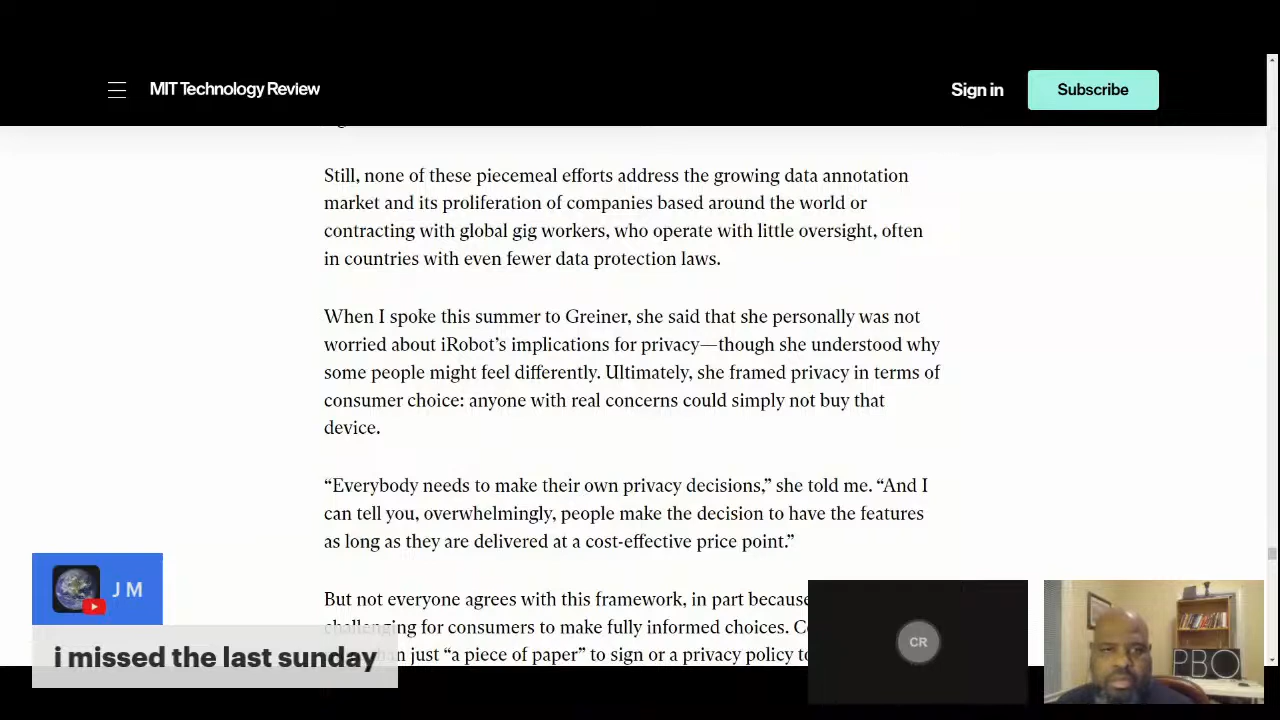 MIT Technology Review
Sign in
Subscribe
Still, none of these piecemeal efforts address the growing data annotation
market and its proliferation of companies based around the world or
contracting with global gig workers, who operate with little oversight, often
in countries with even fewer data protection laws.
When I spoke this summer to Greiner, she said that she personally was not
worried about iRobot’s implications for privacy—though she understood why
some people might feel differently. Ultimately, she framed privacy in terms of
consumer choice: anyone with real concerns could simply not buy that
device.
“Everybody needs to make their own privacy decisions,” she told me. “And I
can tell you, overwhelmingly, people make the decision to have the features
as long as they are delivered at a cost-effective price point.”
But not everyone agrees with this framework, in part because
challenging for consumers to make fully informed choices.
just “a piece of paper” to sign or a privacy policy to
J M
i missed the last sunday
CR
PBO